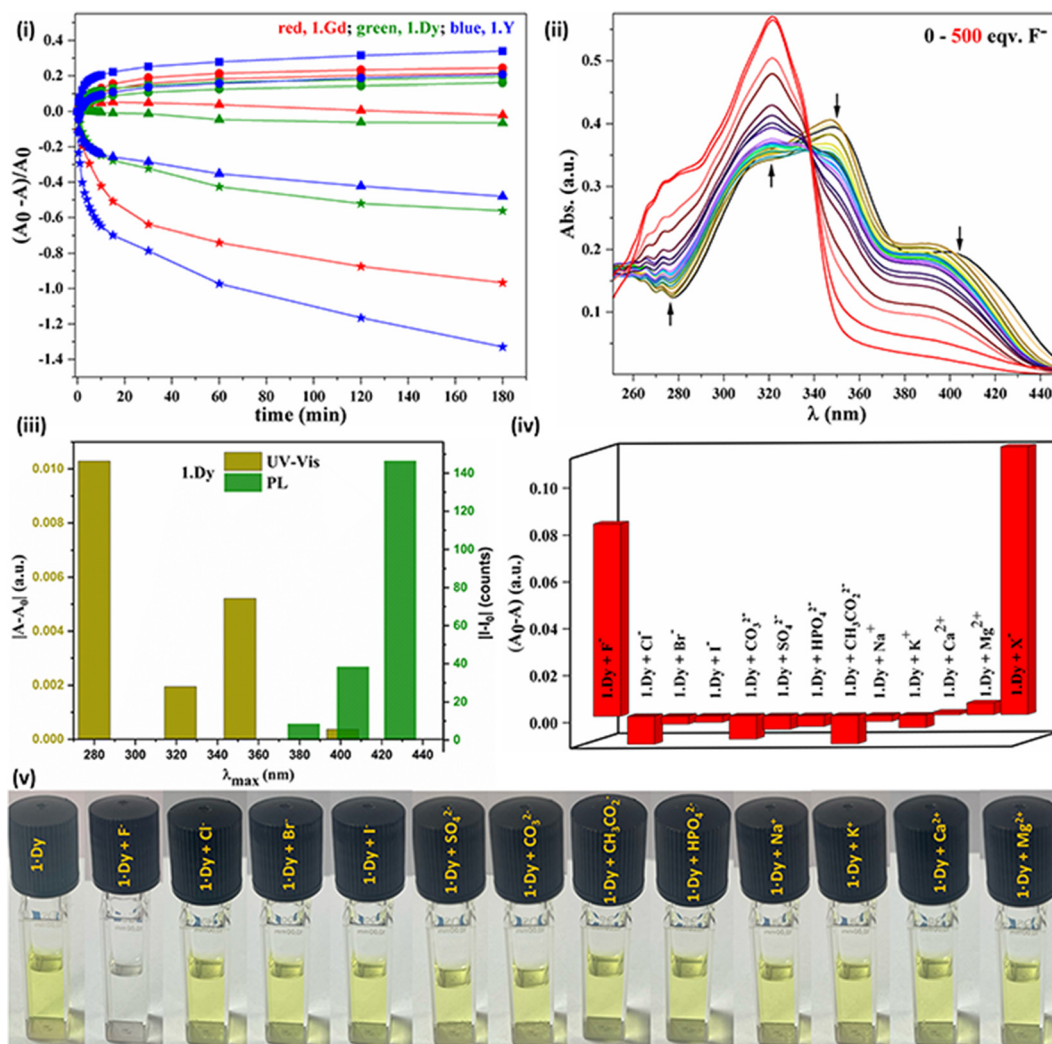 (i)
red, 1.Gd; green, 1.Dy; blue, 1.Y
0.4
0.2
0.0
-0.2
-0.4
-0.6
-0.8
-1.0
-1.2
-1.4
(A0 -A)/A0
0 20 40 60 80 100 120 140 160 180
time (min)
(ii)
0 - 500 eqv. F⁻
0.5
0.4
0.3
0.2
0.1
Abs. (a.u.)
260 280 300 320 340 360 380 400 420 440
λ (nm)
(iii)
1.Dy
UV-Vis
PL
0.010
0.008
0.006
0.004
0.002
0.000
|A-A₀| (a.u.)
140
120
100
80
60
40
20
0
|I-I₀| (counts)
280 300 320 340 360 380 400 420 440
λmax (nm)
(iv)
0.10
0.08
0.06
0.04
0.02
0.00
(A₀-A) (a.u.)
1.Dy + F⁻
1.Dy + Cl⁻
1.Dy + Br⁻
1.Dy + I⁻
1.Dy + CO₃²⁻
1.Dy + SO₄²⁻
1.Dy + HPO₄²⁻
1.Dy + CH₃CO₂²⁻
1.Dy + Na⁺
1.Dy + K⁺
1.Dy + Ca²⁺
1.Dy + Mg²⁺
1.Dy + X⁻
(v)
1·Dy
1·Dy + F⁻
1·Dy + Cl⁻
1·Dy + Br⁻
1·Dy + I⁻
1·Dy + SO₄²⁻
1·Dy + CO₃²⁻
1·Dy + CH₃CO₂⁻
1·Dy + HPO₄²⁻
1·Dy + Na⁺
1·Dy + K⁺
1·Dy + Ca²⁺
1·Dy + Mg²⁺